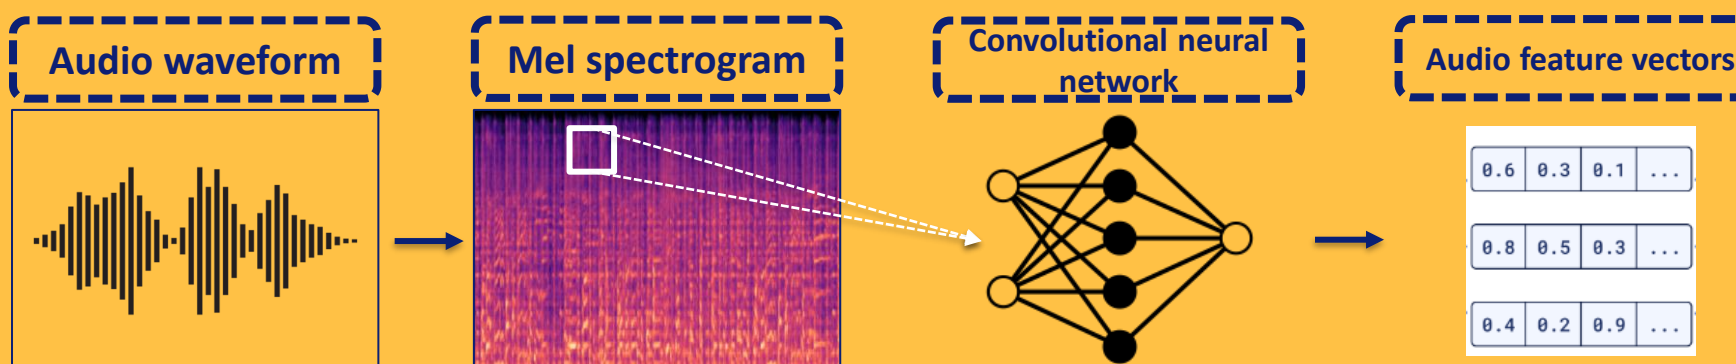 Audio waveform
Mel spectrogram
Convolutional neural
network
Audio feature vectors
0.6 0.3 0.1 ...
0.8 0.5 0.3 ...
0.4 0.2 0.9 ...